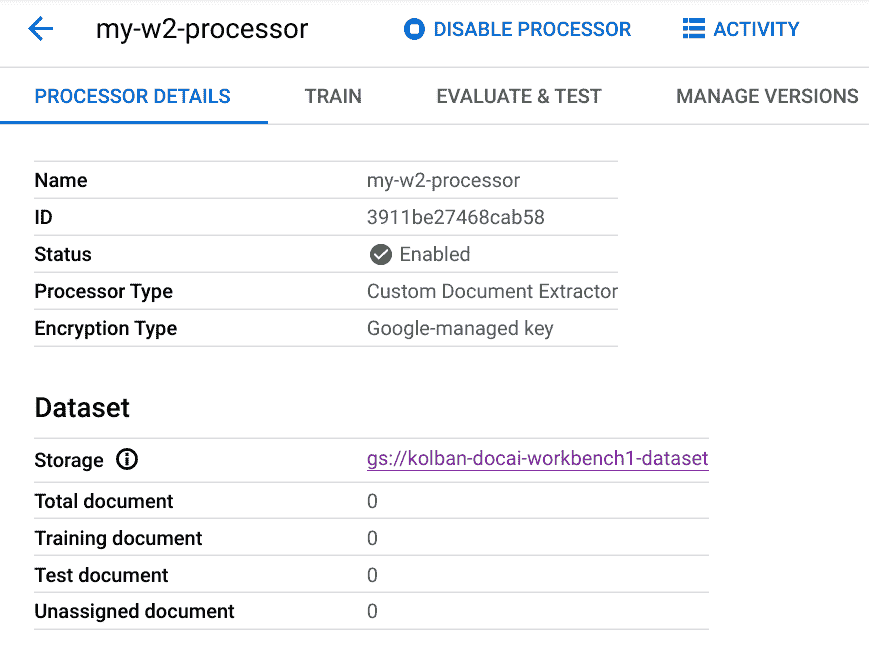 my-w2-processor DISABLE PROCESSOR ACTIVITY
PROCESSOR DETAILS TRAIN EVALUATE & TEST MANAGE VERSIONS
Name my-w2-processor
ID 3911be27468cab58
Status Enabled
Processor Type Custom Document Extractor
Encryption Type Google-managed key
Dataset
Storage gs://kolban-docai-workbench1-dataset
Total document 0
Training document 0
Test document 0
Unassigned document 0